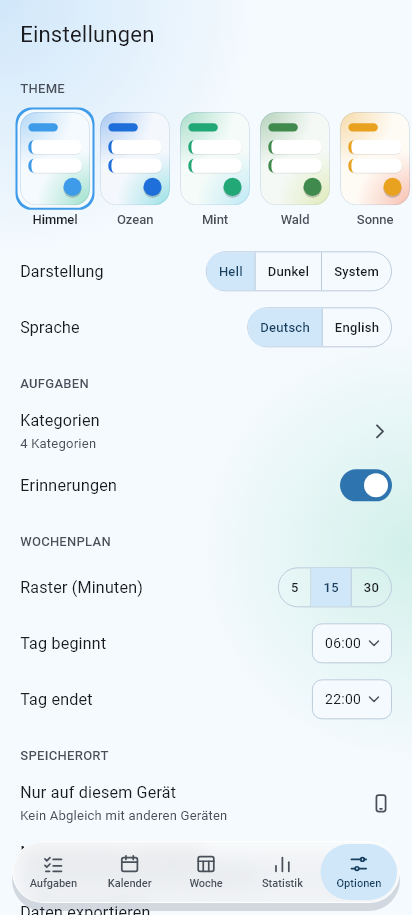 Einstellungen
THEME
Himmel Ozean Mint Wald Sonne
Darstellung Hell Dunkel System
Sprache Deutsch English
AUFGABEN
Kategorien
4 Kategorien
Erinnerungen
WOCHENPLAN
Raster (Minuten) 5 15 30
Tag beginnt 06:00
Tag endet 22:00
SPEICHERORT
Nur auf diesem Gerät
Kein Abgleich mit anderen Geräten
Aufgaben Kalender Woche Statistik Optionen
Daten exportieren